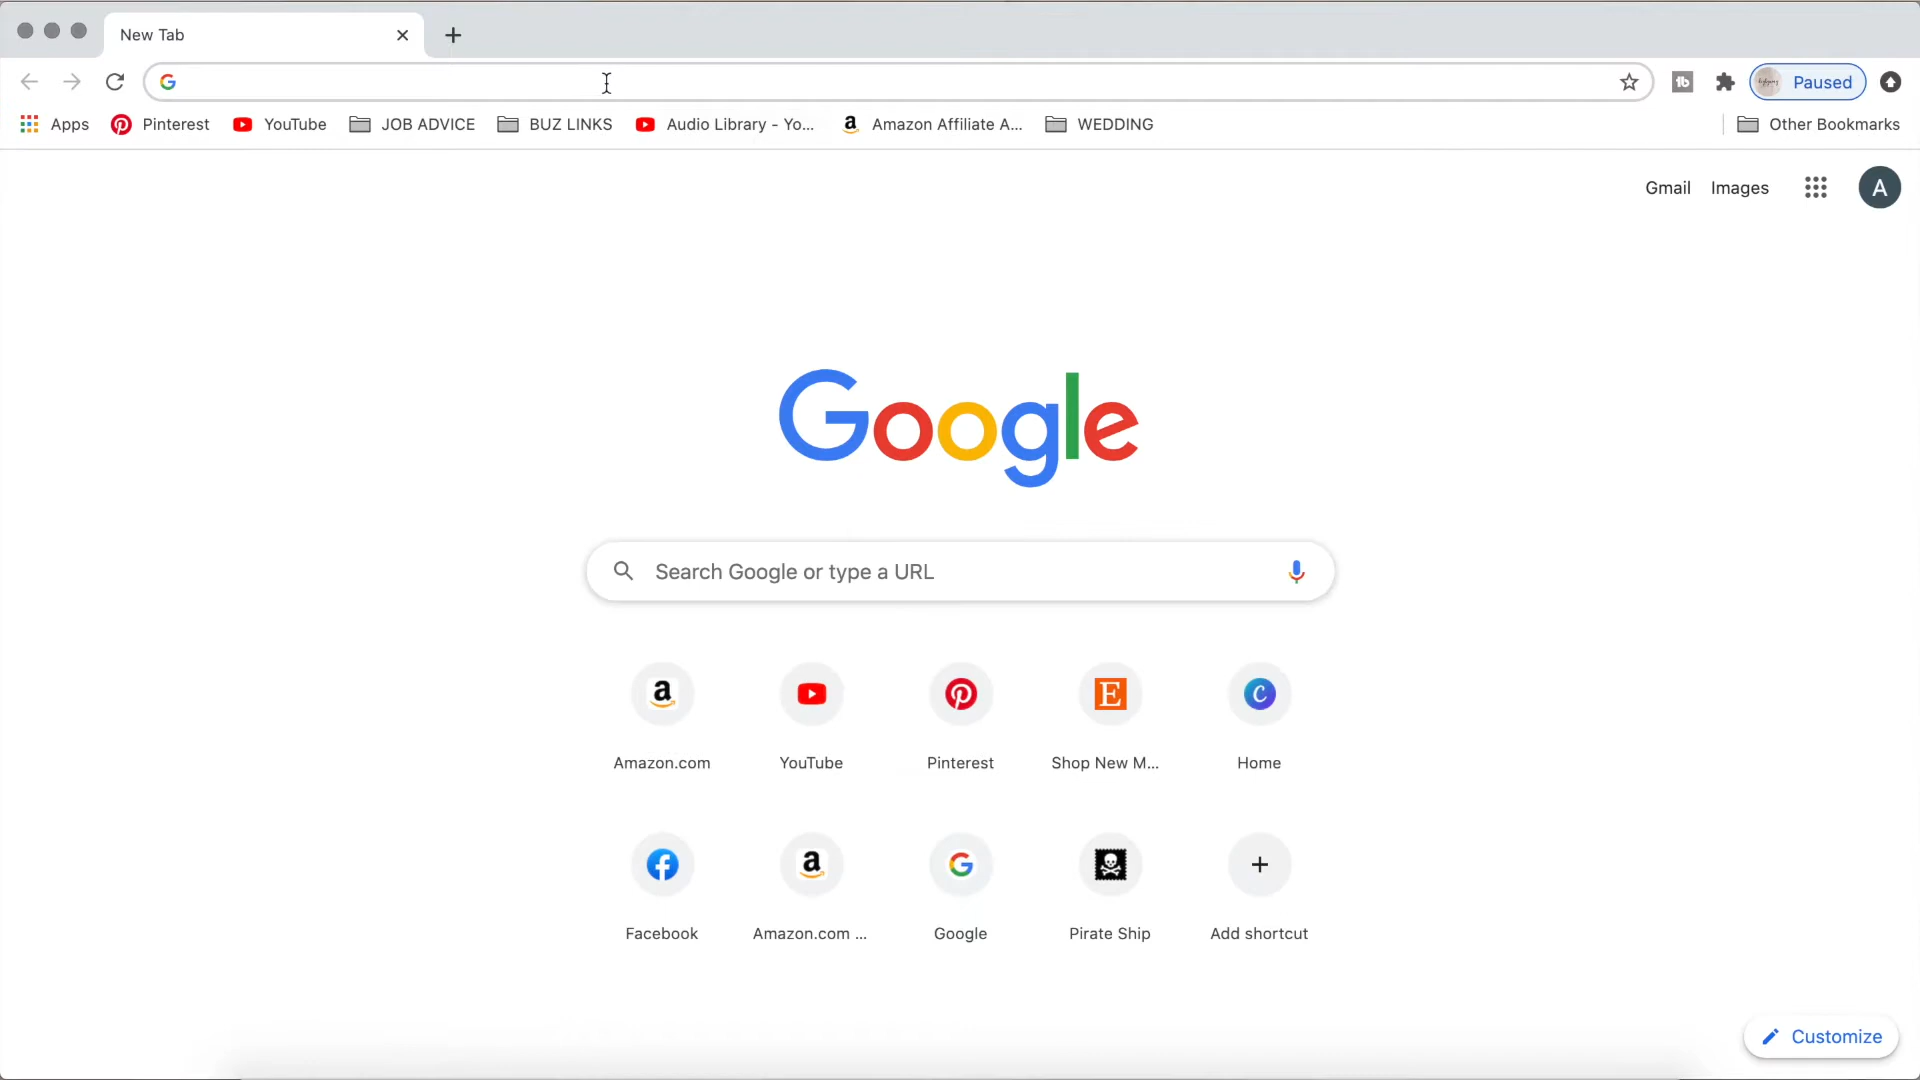 New Tab
Apps Pinterest YouTube JOB ADVICE BUZ LINKS Audio Library - Yo... Amazon Affiliate A... WEDDING Other Bookmarks
Paused
Gmail Images A
Google
Search Google or type a URL
Amazon.com YouTube Pinterest Shop New M... Home
Facebook Amazon.com ... Google Pirate Ship Add shortcut
Customize